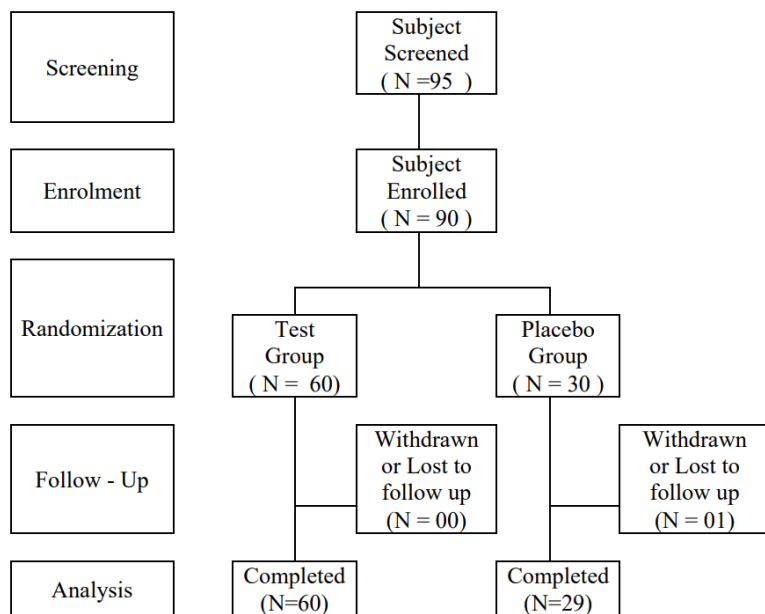 Screening
Subject
Screened
( N =95  )
Enrolment
Subject
Enrolled
( N = 90 )
Randomization
Test
Group
( N =  60)
Placebo
Group
( N = 30 )
Follow - Up
Withdrawn
or Lost to
follow up
(N = 00)
Withdrawn
or Lost to
follow up
(N = 01)
Analysis
Completed
(N=60)
Completed
(N=29)